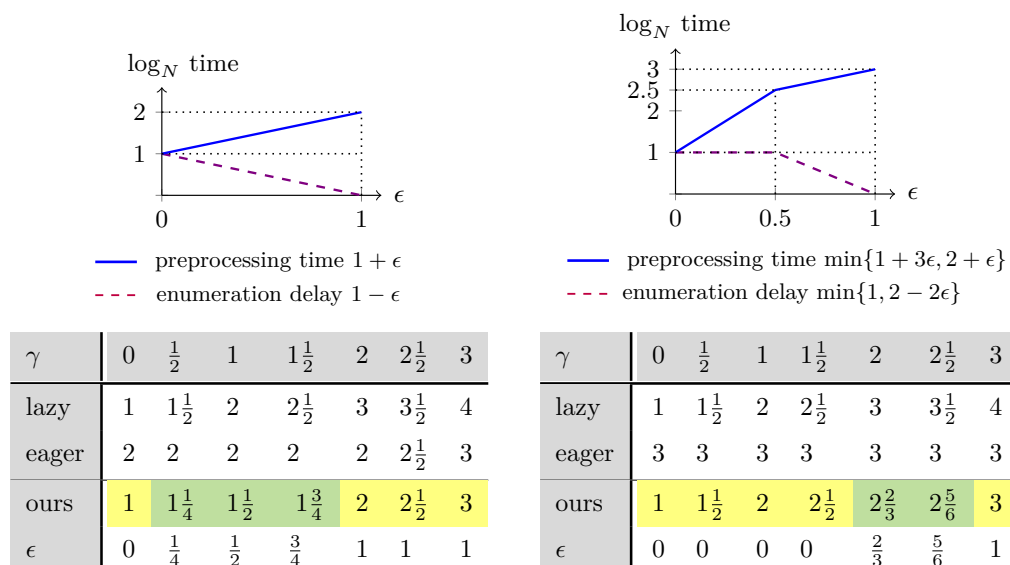 log_N time
2
1
0
1
ϵ
preprocessing time 1 + ϵ
enumeration delay 1 − ϵ
γ 0 1/2 1 1 1/2 2 2 1/2 3
lazy 1 1 1/2 2 2 1/2 3 3 1/2 4
eager 2 2 2 2 2 2 1/2 3
ours 1 1 1/4 1 1/2 1 3/4 2 2 1/2 3
ϵ 0 1/4 1/2 3/4 1 1 1
log_N time
3
2.5
2
1
0
0.5
1
ϵ
preprocessing time min{1 + 3ϵ, 2 + ϵ}
enumeration delay min{1, 2 − 2ϵ}
γ 0 1/2 1 1 1/2 2 2 1/2 3
lazy 1 1 1/2 2 2 1/2 3 3 1/2 4
eager 3 3 3 3 3 3 3
ours 1 1 1/2 2 2 1/2 2 2/3 2 5/6 3
ϵ 0 0 0 0 2/3 5/6 1